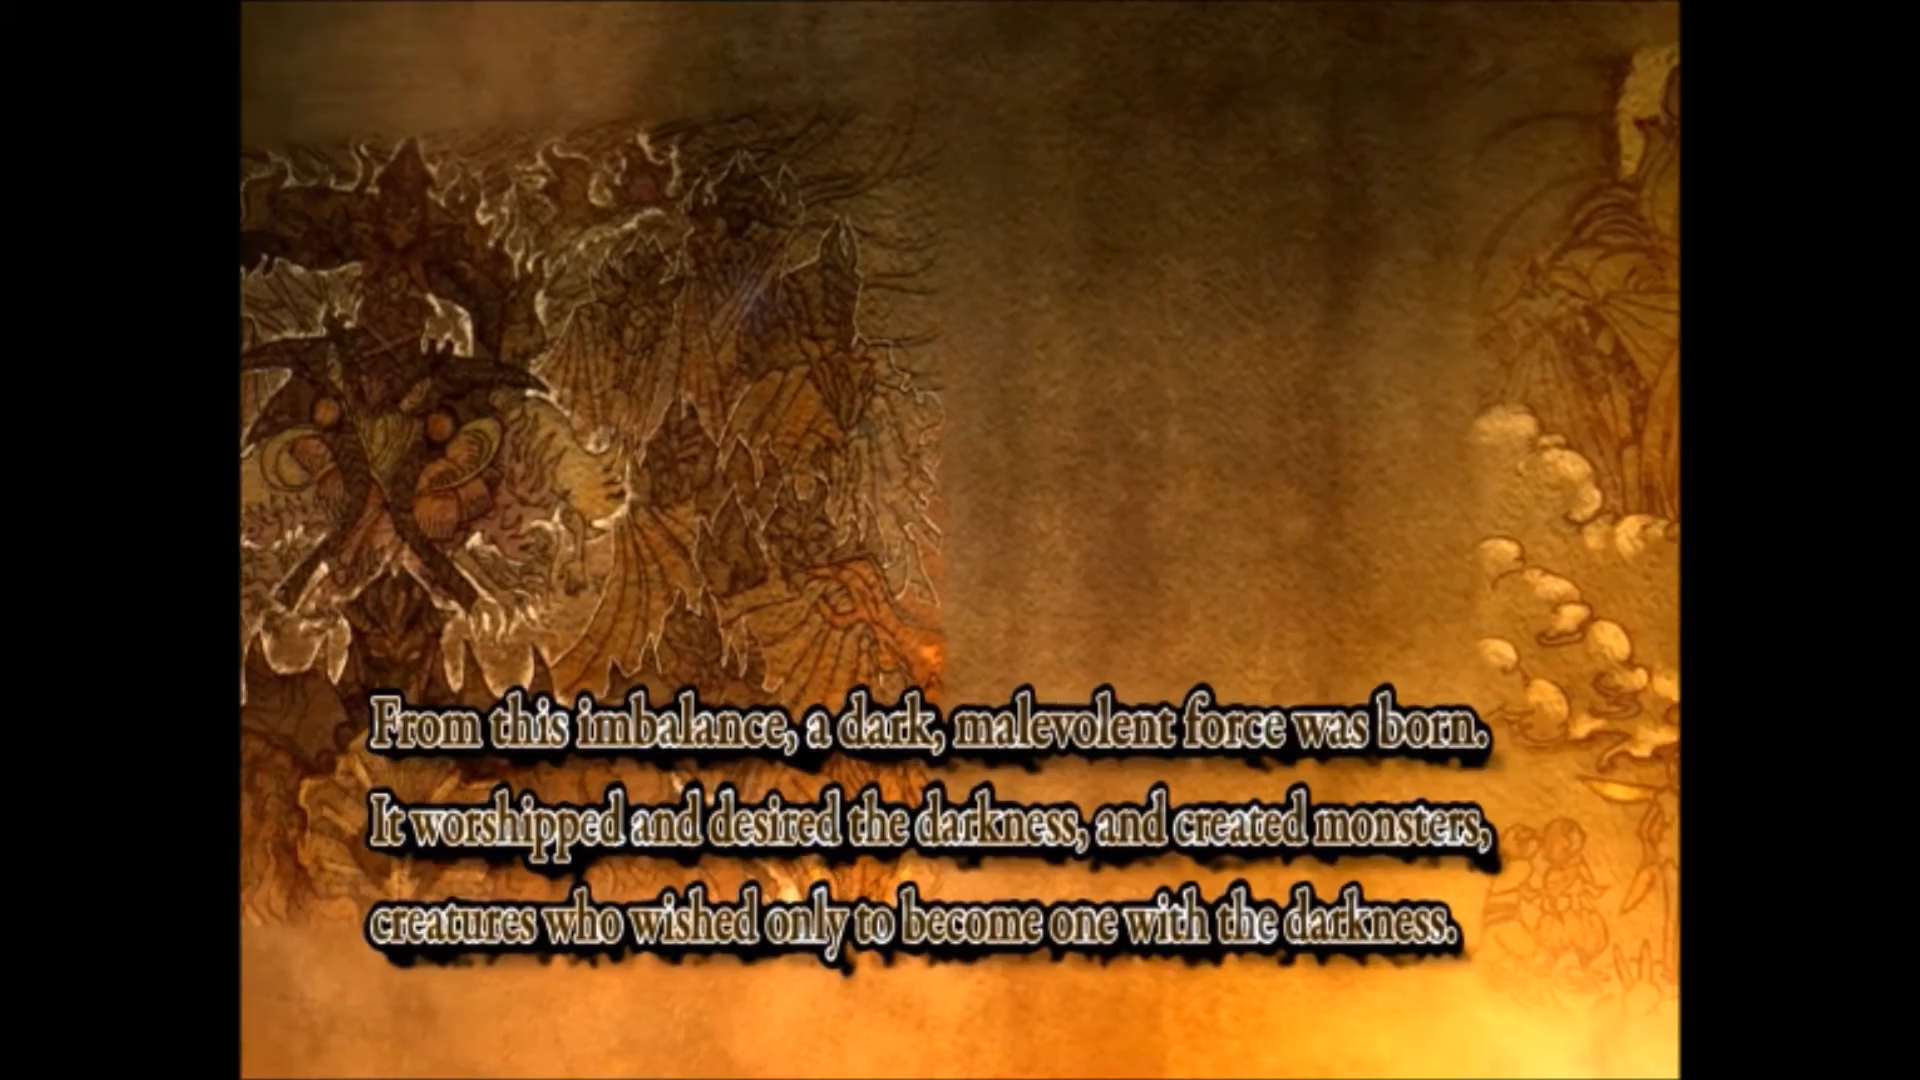 From this imbalance, a dark, malevolent force was born.
It worshipped and desired the darkness, and created monsters,
creatures who wished only to become one with the darkness.